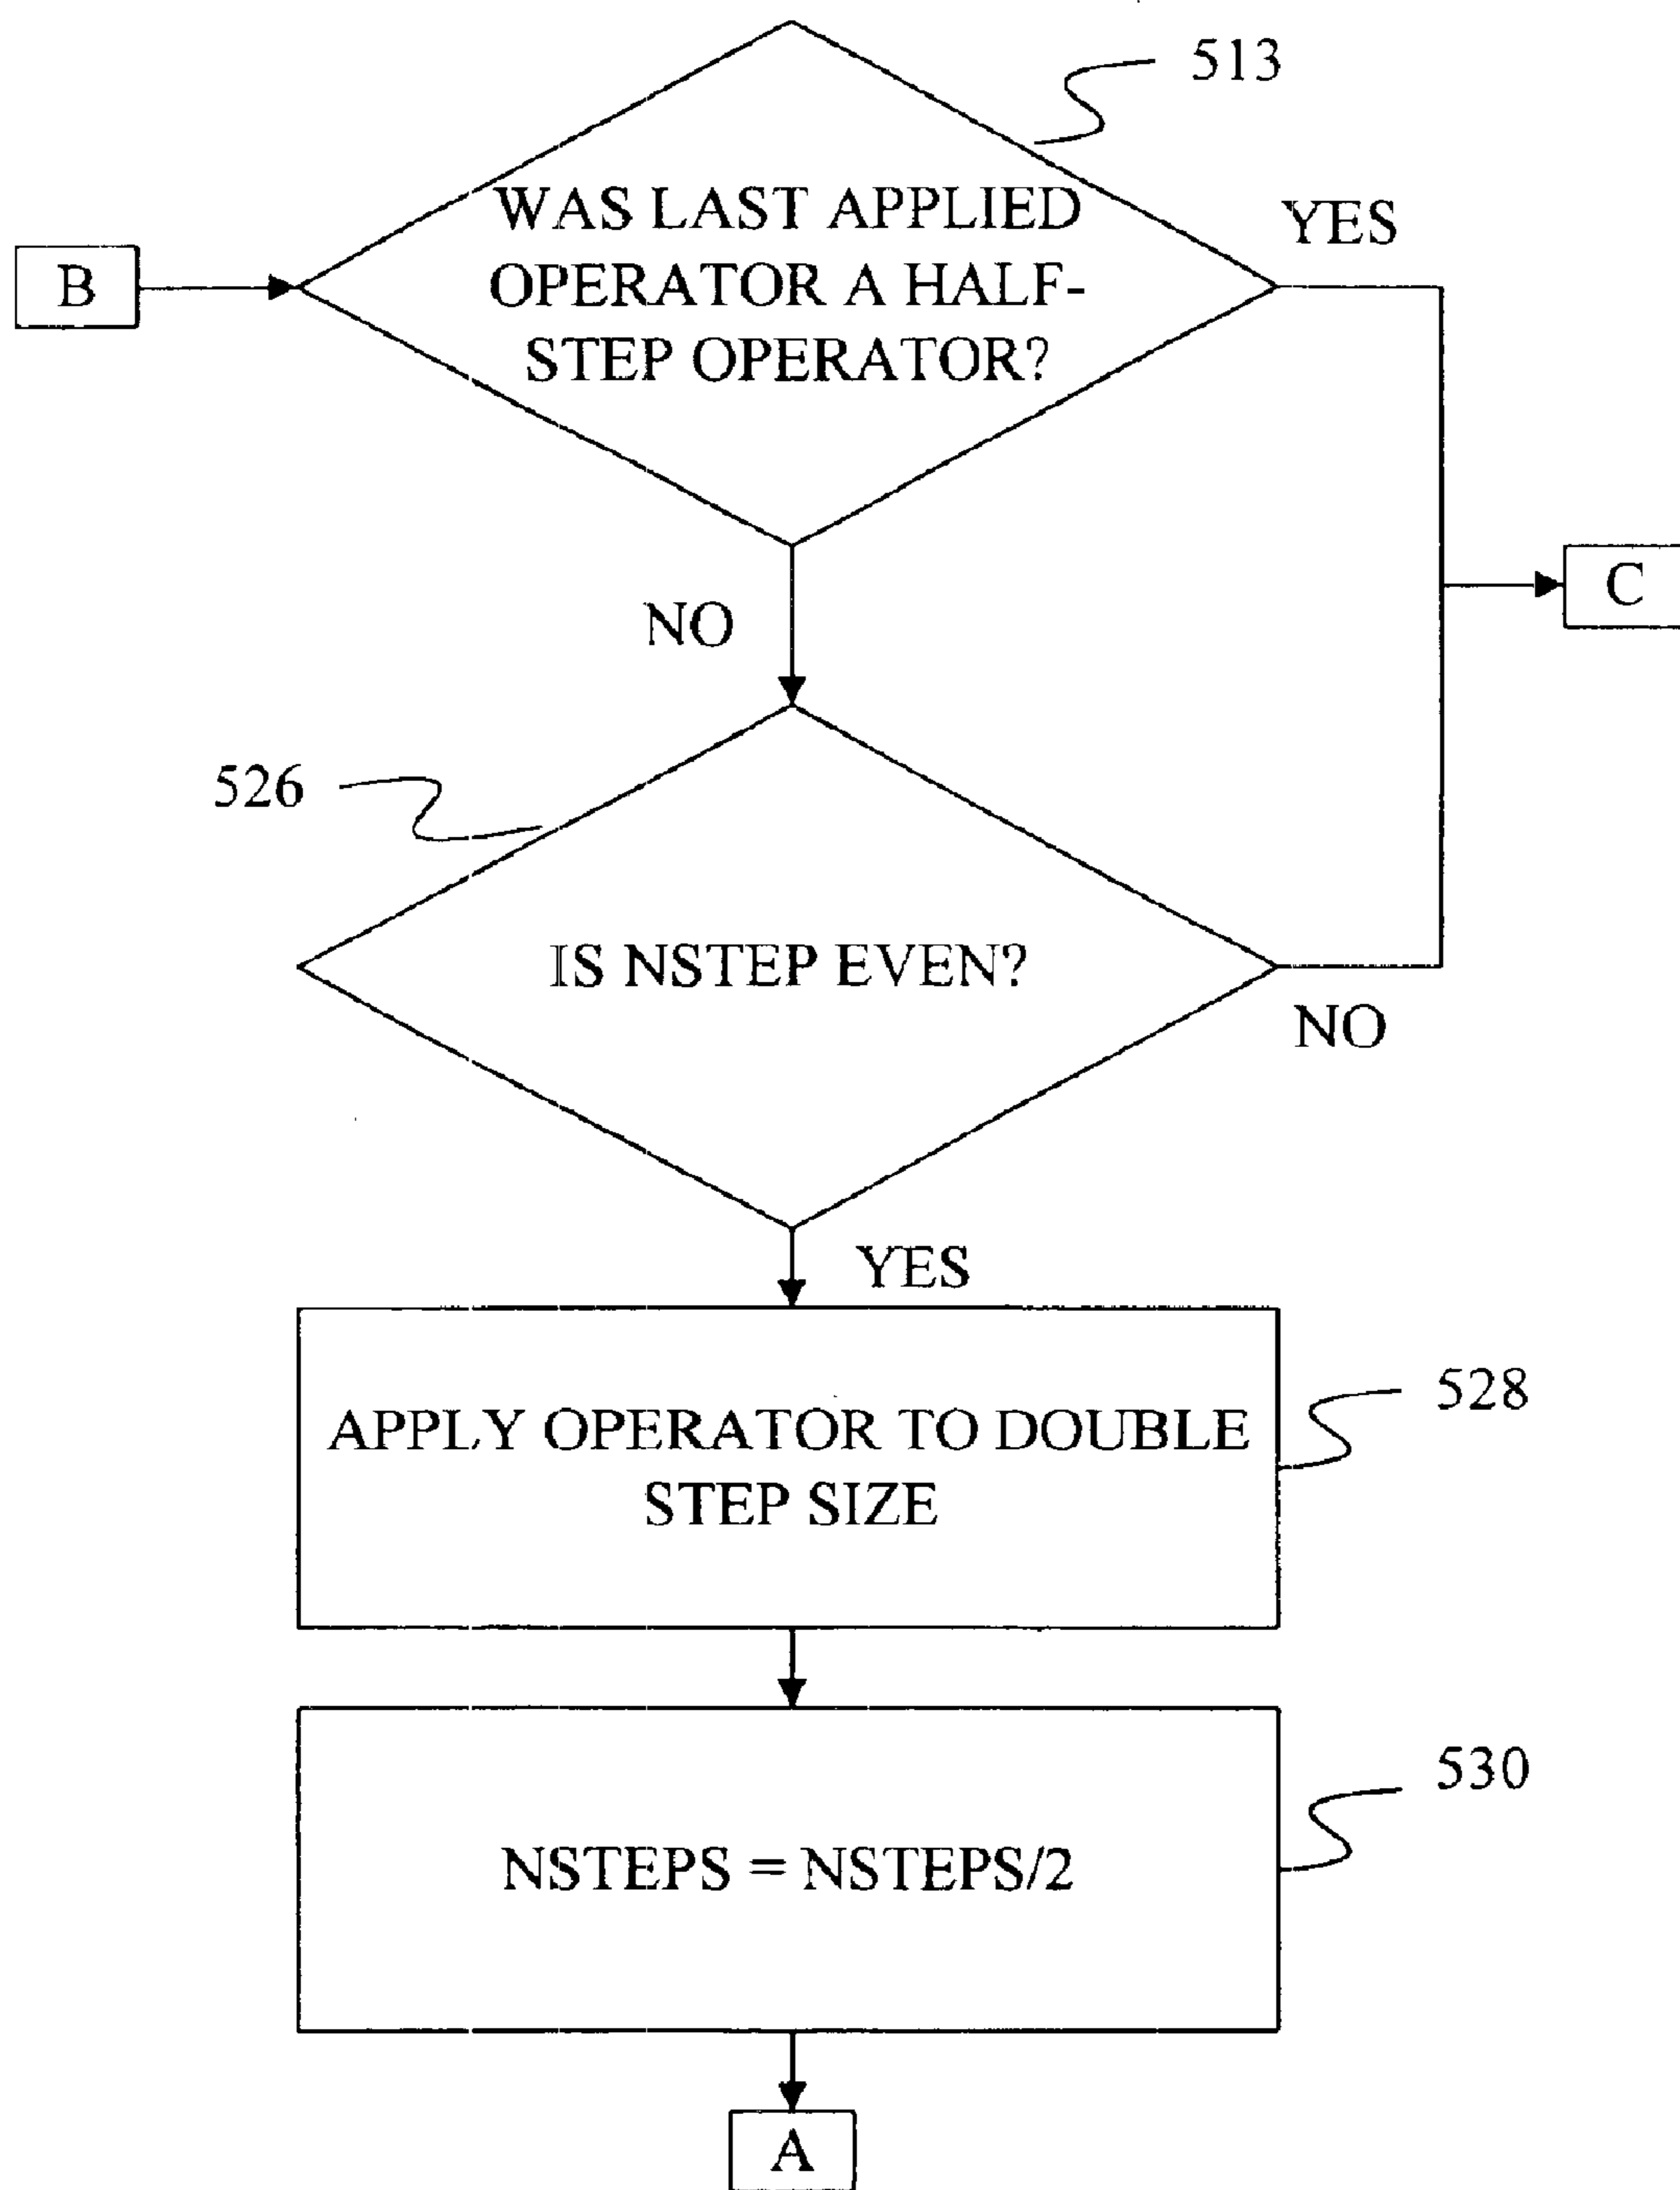 513
WAS LAST APPLIED
OPERATOR A HALF-
STEP OPERATOR?
YES
B
C
NO
526
IS NSTEP EVEN?
NO
YES
528
APPLY OPERATOR TO DOUBLE
STEP SIZE
530
NSTEPS = NSTEPS/2
A